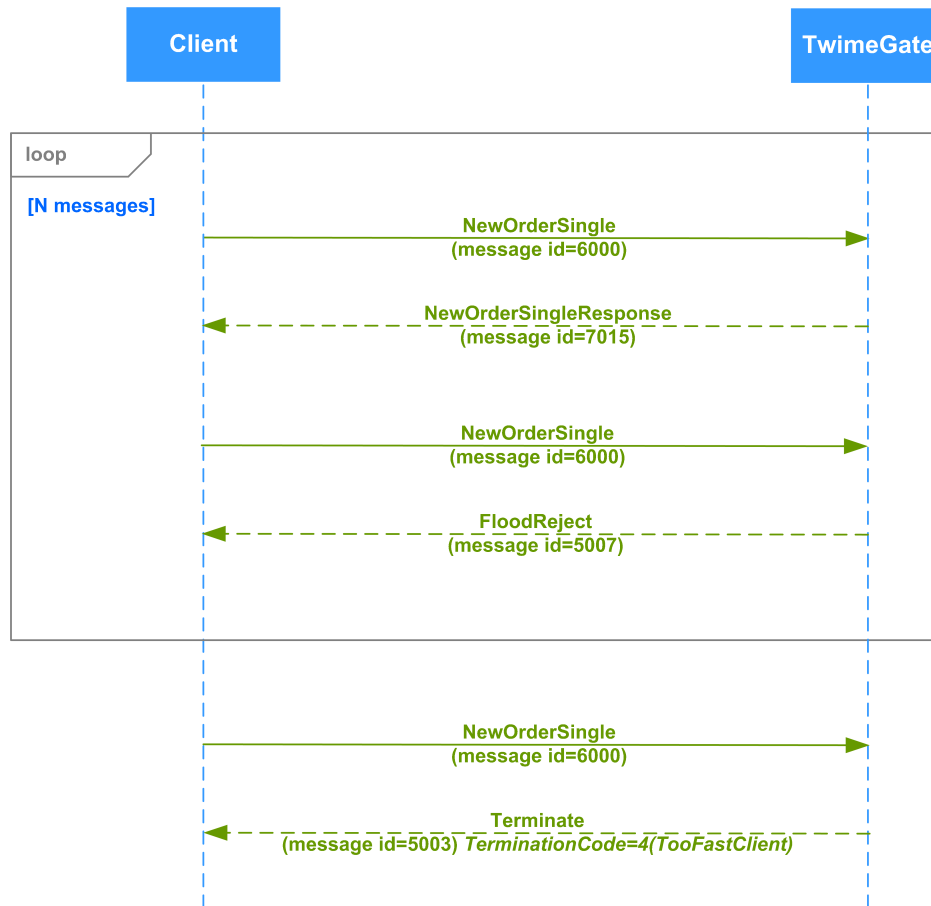 Client
TwimeGate
loop
[N messages]
NewOrderSingle
(message id=6000)
NewOrderSingleResponse
(message id=7015)
NewOrderSingle
(message id=6000)
FloodReject
(message id=5007)
NewOrderSingle
(message id=6000)
Terminate
(message id=5003) TerminationCode=4(TooFastClient)